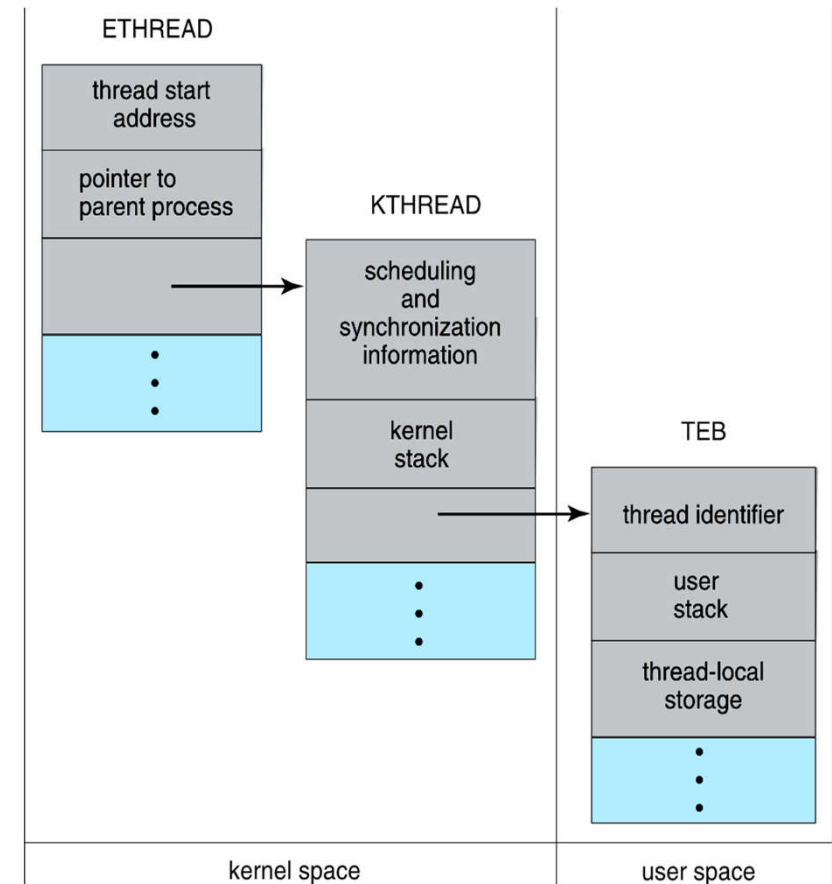 ETHREAD
thread start
address
pointer to
parent process
KTHREAD
scheduling
and
synchronization
information
kernel
stack
TEB
thread identifier
user
stack
thread-local
storage
kernel space
user space